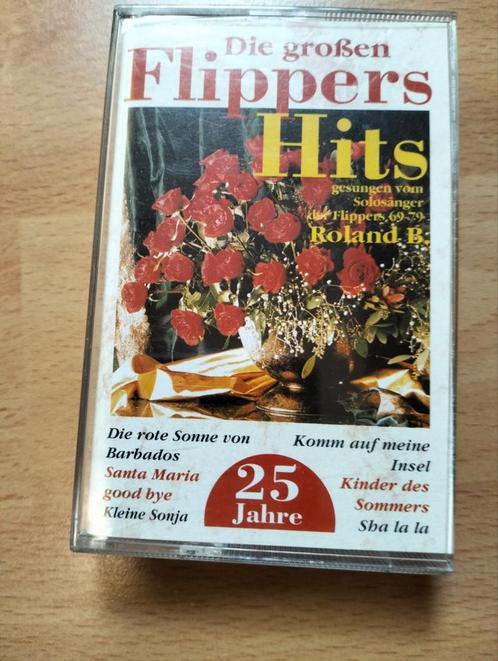 Die großen
Flippers
Hits
gesungen vom
Solosänger
der Flippers 69-79
Roland B.
Die rote Sonne von
Barbados
Santa Maria
good bye
Kleine Sonja
25
Jahre
Komm auf meine
Insel
Kinder des
Sommers
Sha la la